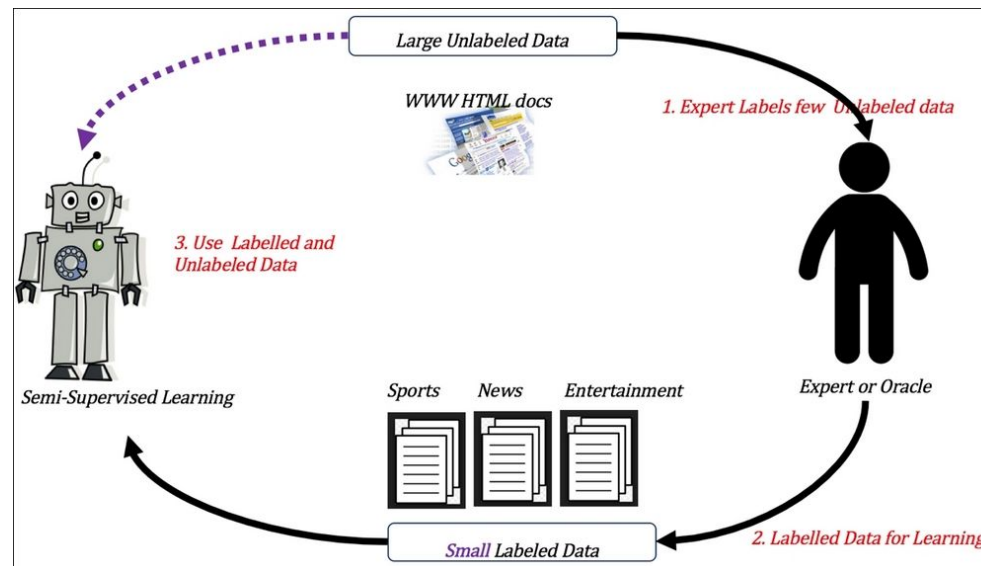 Large Unlabeled Data
WWW HTML docs
1. Expert Labels few Unlabeled data
3. Use Labelled and
Unlabeled Data
Semi-Supervised Learning
Sports News Entertainment
Expert or Oracle
Small Labeled Data
2. Labelled Data for Learning